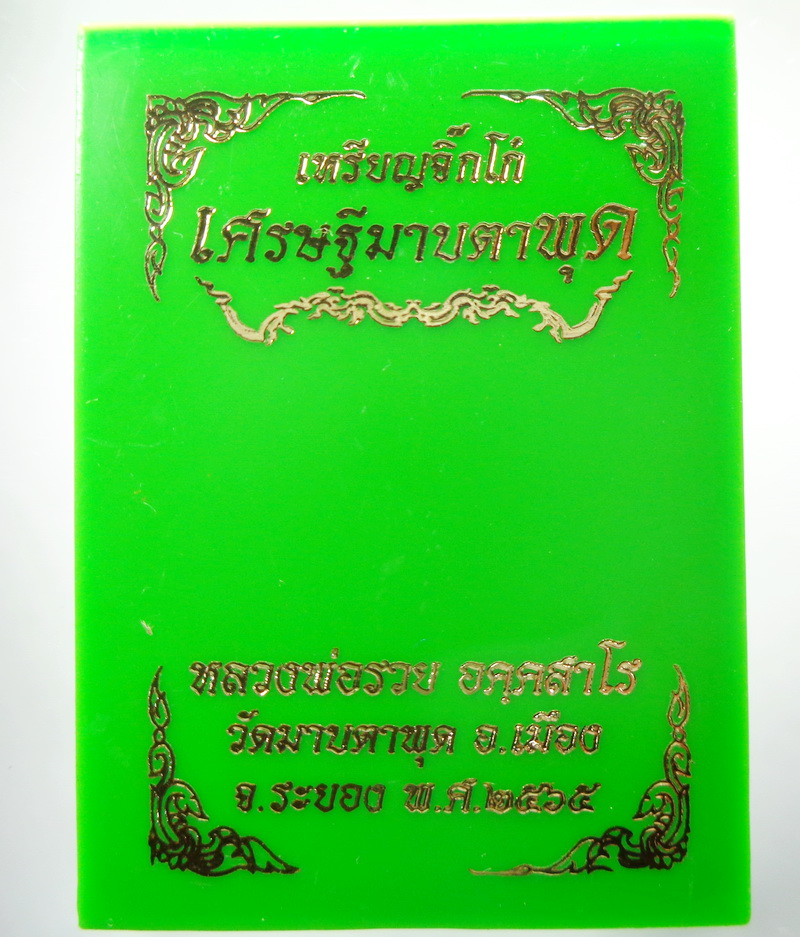 เหรียญจิ๊กโก๋
เศรษฐีมาบตาพุด
หลวงพ่อรวย อคฺคสาโร
วัดมาบตาพุด อ.เมือง
จ.ระยอง พ.ศ.๒๕๖๕